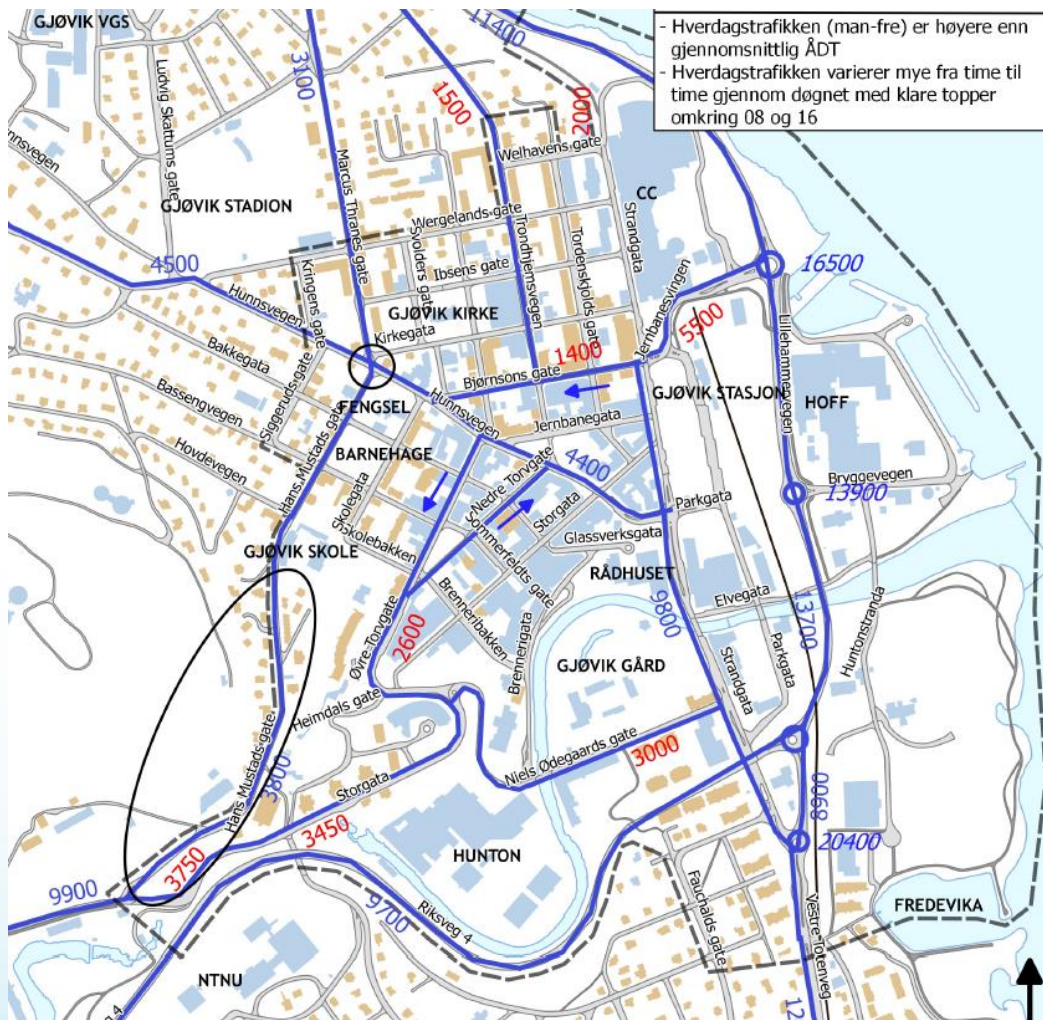 - Hverdagstrafikken (man-fre) er høyere enn
gjennomsnittlig ÅDT
- Hverdagstrafikken varierer mye fra time til
time gjennom døgnet med klare topper
omkring 08 og 16
GJØVIK VGS
11400
3100
1500
2000
Ludvig Skattums gate
Welhavens gate
CC
Marcus Thranes gate
GJØVIK STADION
Wergelands gate
Svolders gate
Trondhjemsvegen
Tordenskjolds gate
Strandgata
4500
Kringens gate
Ibsens gate
16500
Hunnsvegen
GJØVIK KIRKE
Jernbanesvingen
5500
Lillehammervegen
Kirkegata
1400
Bakkegata
Bjørnsons gate
GJØVIK STASJON
HOFF
Bassengvegen
Siggeruds gate
FENGSEL
Hunnsvegen
Jernbanegata
Hovdevegen
Hans Mustads gate
BARNEHAGE
Nedre Torvgate
4400
Bryggevegen
13900
Skolegata
Storgata
Parkgata
Skolebakken
Sommerfeldts gate
Glassverksgata
GJØVIK SKOLE
RÅDHUSET
Elvegata
9800
13700
Huntonstranda
Brenneribakken
Øvre Torvgate
2600
Brennerigata
GJØVIK GÅRD
Strandgata
Parkgata
Heimdals gate
Hans Mustads gate
3800
Niels Ødegaards gate
3000
Storgata
8900
3450
HUNTON
20400
3750
9900
Riksveg 4
9700
Fauchalds gate
Vestre Totenveg
FREDEVIKA
NTNU
4
12